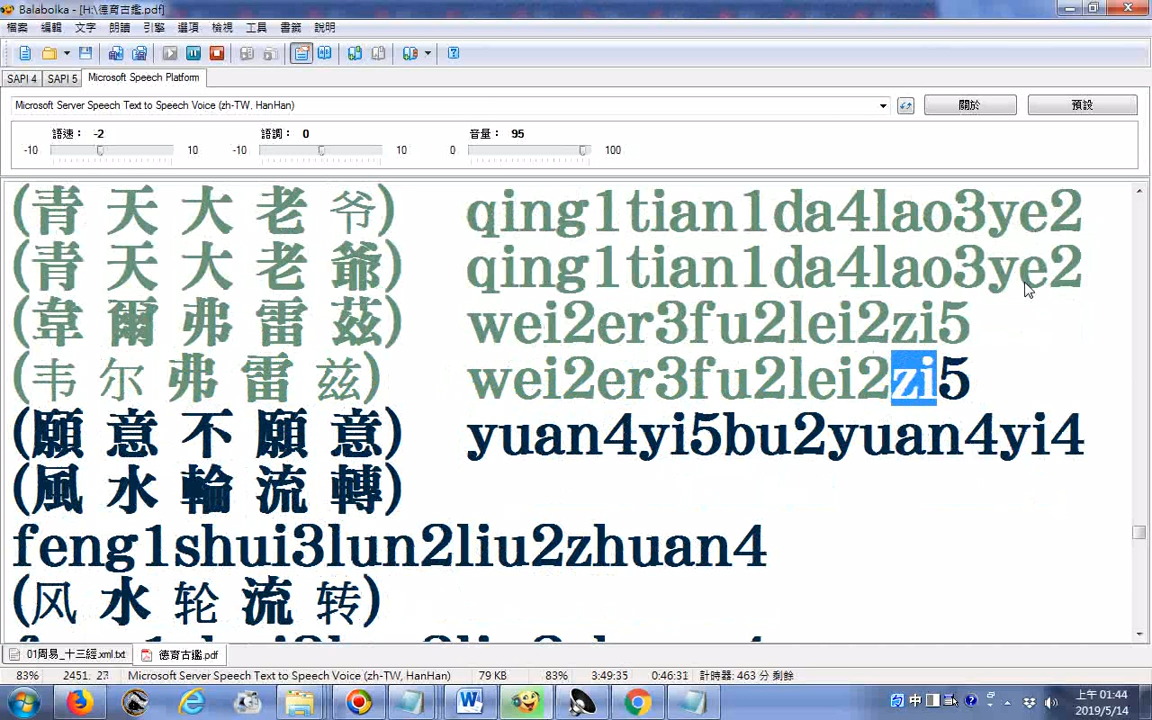 Balabolka - [H:\德育古鑑.pdf]
檔案 編輯 文字 朗讀 引擎 選項 檢視 工具 書籤 說明
SAPI 4 SAPI 5 Microsoft Speech Platform
Microsoft Server Speech Text to Speech Voice (zh-TW, HanHan) 關於 預設
語速： -2 語調： 0 音量： 95
-10 10 -10 10 0 100
(青 天 大 老 爷) qing1tian1da4lao3ye2
(青 天 大 老 爺) qing1tian1da4lao3ye2
(韋 爾 弗 雷 茲) wei2er3fu2lei2zi5
(韦 尔 弗 雷 兹) wei2er3fu2lei2zi5
(願 意 不 願 意) yuan4yi5bu2yuan4yi4
(風 水 輪 流 轉)
feng1shui3lun2liu2zhuan4
(风 水 轮 流 转)
feng1shui3lun2liu2zhuan4
01周易_十三經.xml.txt 德育古鑑.pdf
83% 2451: 27 Microsoft Server Speech Text to Speech Voice (zh-TW, HanHan) 79 KB 83% 3:49:35 0:46:31 計時器: 463 分 剩餘
中 上午 01:44
2019/5/14